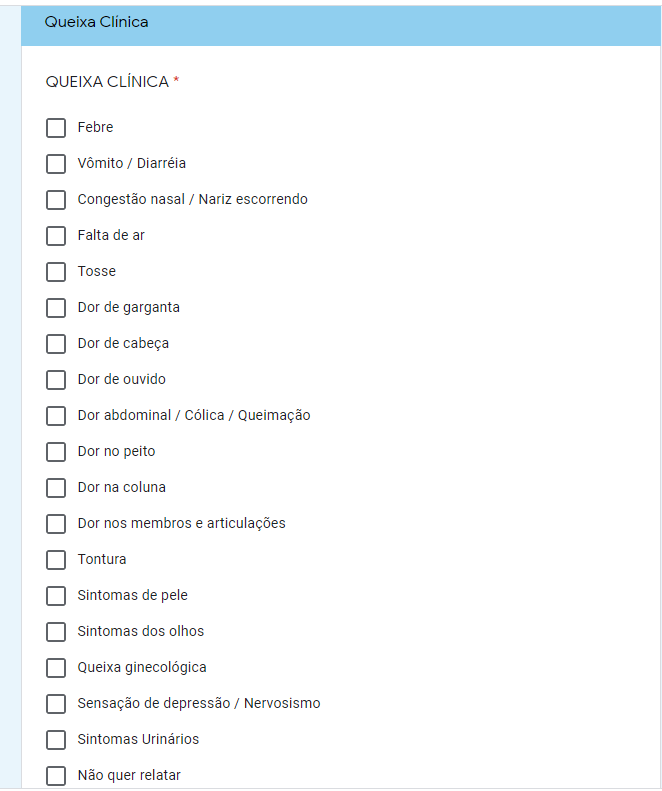 Queixa Clínica
QUEIXA CLÍNICA *
Febre
Vômito / Diarréia
Congestão nasal / Nariz escorrendo
Falta de ar
Tosse
Dor de garganta
Dor de cabeça
Dor de ouvido
Dor abdominal / Cólica / Queimação
Dor no peito
Dor na coluna
Dor nos membros e articulações
Tontura
Sintomas de pele
Sintomas dos olhos
Queixa ginecológica
Sensação de depressão / Nervosismo
Sintomas Urinários
Não quer relatar